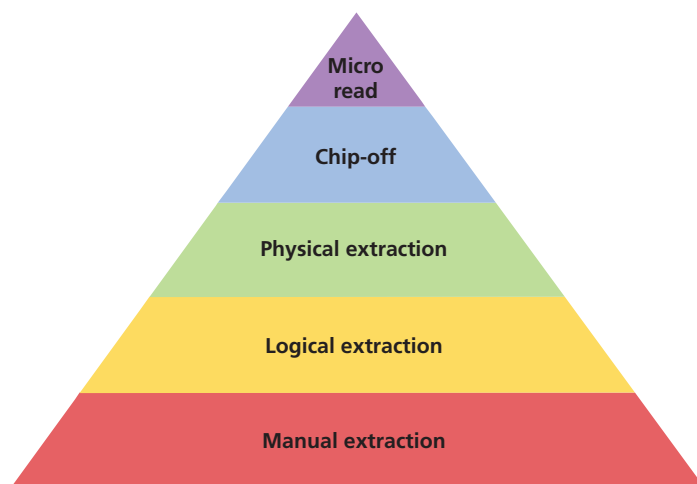 Micro
read
Chip-off
Physical extraction
Logical extraction
Manual extraction